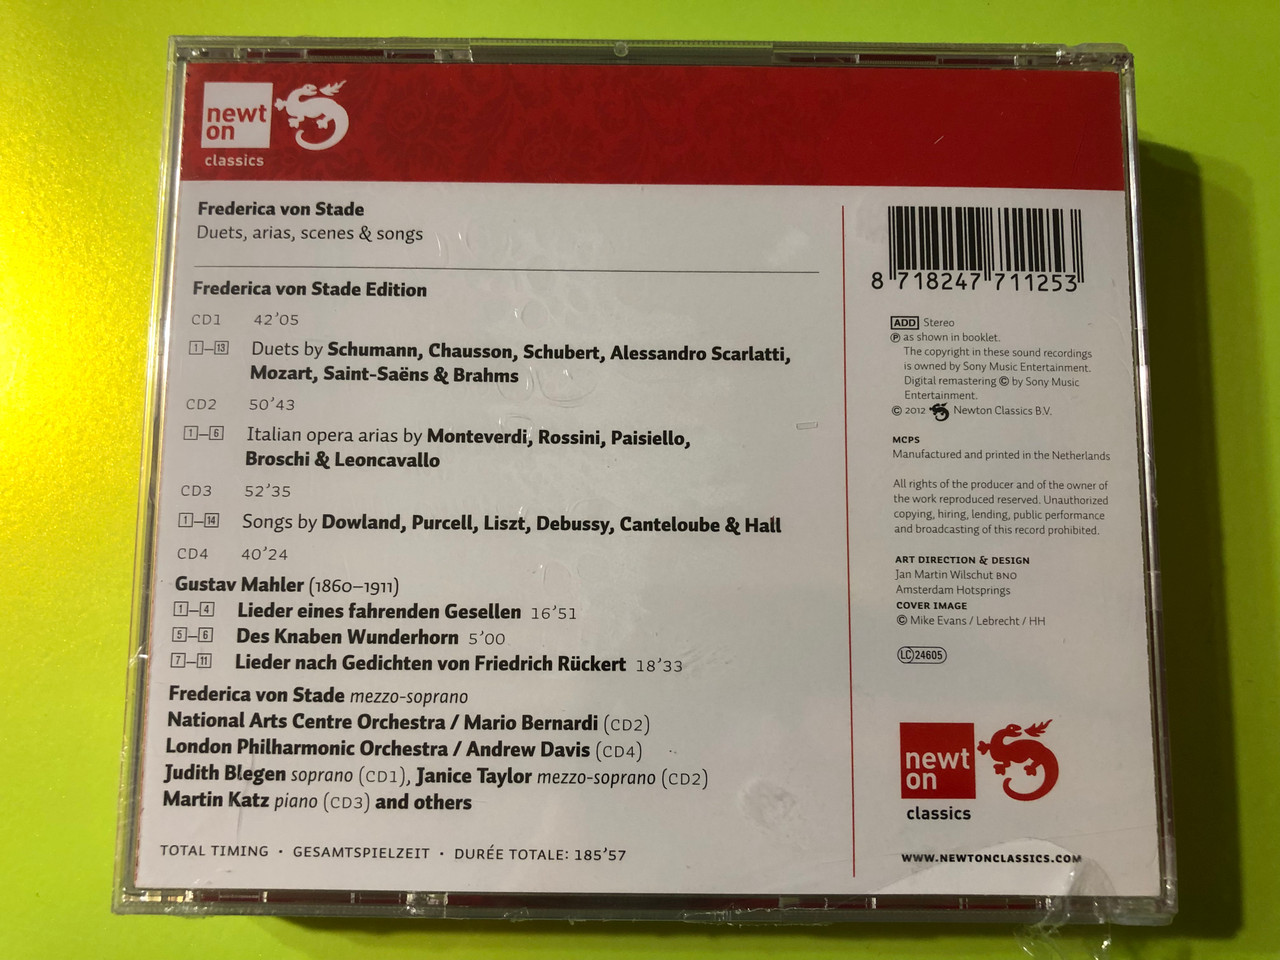 newt
on
classics
Frederica von Stade
Duets, arias, scenes & songs
Frederica von Stade Edition
CD1 42’05
1–13 Duets by Schumann, Chausson, Schubert, Alessandro Scarlatti,
Mozart, Saint-Saëns & Brahms
CD2 50’43
1–6 Italian opera arias by Monteverdi, Rossini, Paisiello,
Broschi & Leoncavallo
CD3 52’35
1–14 Songs by Dowland, Purcell, Liszt, Debussy, Canteloube & Hall
CD4 40’24
Gustav Mahler (1860–1911)
1–4 Lieder eines fahrenden Gesellen 16’51
5–6 Des Knaben Wunderhorn 5’00
7–11 Lieder nach Gedichten von Friedrich Rückert 18’33
Frederica von Stade mezzo-soprano
National Arts Centre Orchestra / Mario Bernardi (CD2)
London Philharmonic Orchestra / Andrew Davis (CD4)
Judith Blegen soprano (CD1), Janice Taylor mezzo-soprano (CD2)
Martin Katz piano (CD3) and others
TOTAL TIMING · GESAMTSPIELZEIT · DURÉE TOTALE: 185’57
8 718247 711253
ADD Stereo
℗ as shown in booklet.
The copyright in these sound recordings
is owned by Sony Music Entertainment.
Digital remastering © by Sony Music
Entertainment.
© 2012 Newton Classics B.V.
MCPS
Manufactured and printed in the Netherlands
All rights of the producer and of the owner of
the work reproduced reserved. Unauthorized
copying, hiring, lending, public performance
and broadcasting of this record prohibited.
ART DIRECTION & DESIGN
Jan Martin Wilschut BNO
Amsterdam Hotsprings
COVER IMAGE
© Mike Evans / Lebrecht / HH
LC 24605
newt
on
classics
WWW.NEWTONCLASSICS.COM